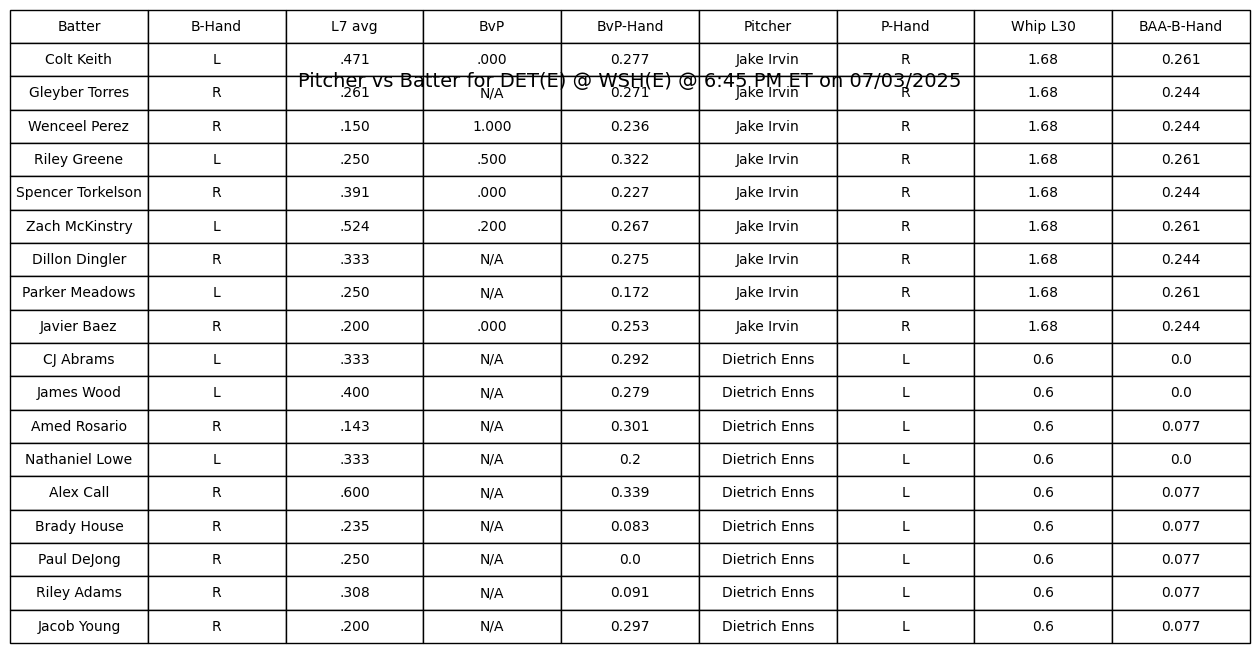 Batter B-Hand L7 avg BvP BvP-Hand Pitcher P-Hand Whip L30 BAA-B-Hand
Colt Keith L .471 .000 0.277 Jake Irvin R 1.68 0.261
Pitcher vs Batter for DET(E) @ WSH(E) @ 6:45 PM ET on 07/03/2025
Gleyber Torres R .261 N/A 0.271 Jake Irvin R 1.68 0.244
Wenceel Perez R .150 1.000 0.236 Jake Irvin R 1.68 0.244
Riley Greene L .250 .500 0.322 Jake Irvin R 1.68 0.261
Spencer Torkelson R .391 .000 0.227 Jake Irvin R 1.68 0.244
Zach McKinstry L .524 .200 0.267 Jake Irvin R 1.68 0.261
Dillon Dingler R .333 N/A 0.275 Jake Irvin R 1.68 0.244
Parker Meadows L .250 N/A 0.172 Jake Irvin R 1.68 0.261
Javier Baez R .200 .000 0.253 Jake Irvin R 1.68 0.244
CJ Abrams L .333 N/A 0.292 Dietrich Enns L 0.6 0.0
James Wood L .400 N/A 0.279 Dietrich Enns L 0.6 0.0
Amed Rosario R .143 N/A 0.301 Dietrich Enns L 0.6 0.077
Nathaniel Lowe L .333 N/A 0.2 Dietrich Enns L 0.6 0.0
Alex Call R .600 N/A 0.339 Dietrich Enns L 0.6 0.077
Brady House R .235 N/A 0.083 Dietrich Enns L 0.6 0.077
Paul DeJong R .250 N/A 0.0 Dietrich Enns L 0.6 0.077
Riley Adams R .308 N/A 0.091 Dietrich Enns L 0.6 0.077
Jacob Young R .200 N/A 0.297 Dietrich Enns L 0.6 0.077